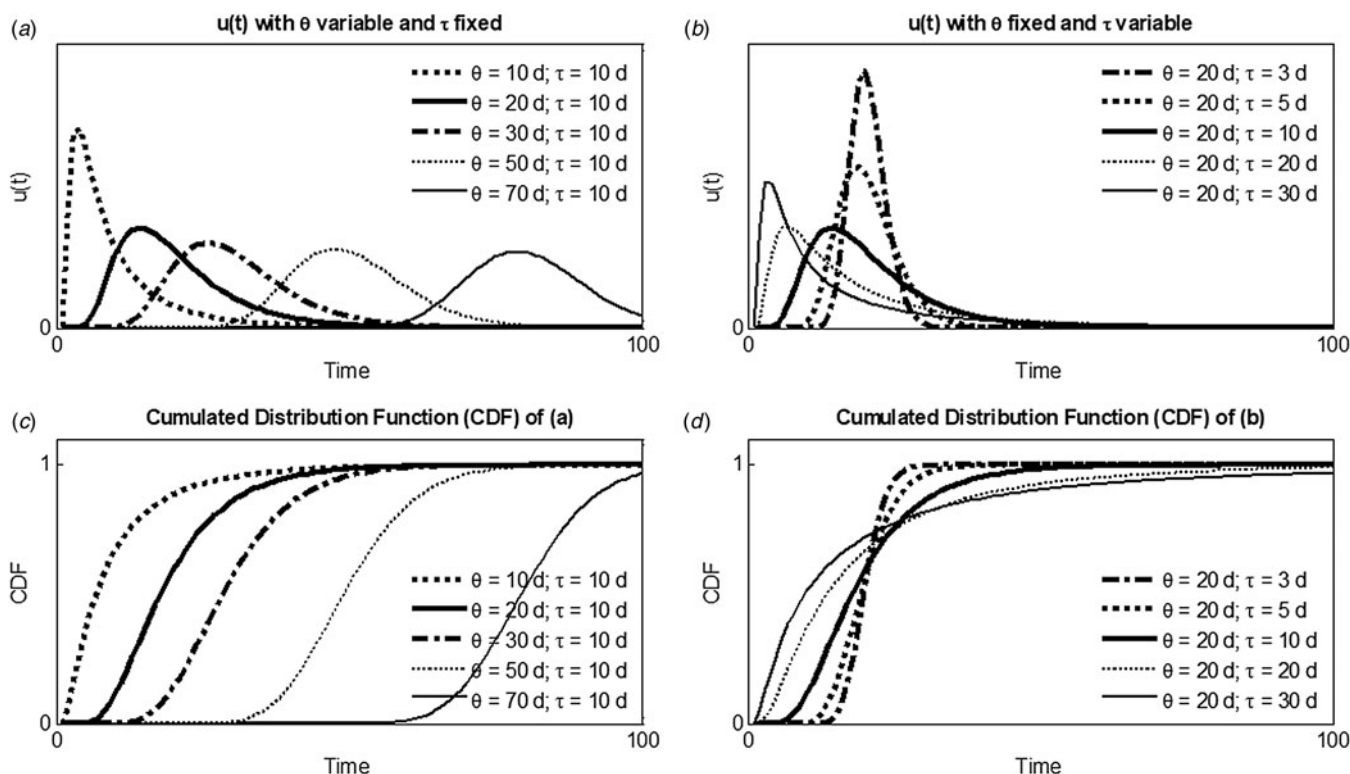 (a)
u(t) with θ variable and τ fixed
θ = 10 d; τ = 10 d
θ = 20 d; τ = 10 d
θ = 30 d; τ = 10 d
θ = 50 d; τ = 10 d
θ = 70 d; τ = 10 d
u(t)
0
0
100
Time
(b)
u(t) with θ fixed and τ variable
θ = 20 d; τ = 3 d
θ = 20 d; τ = 5 d
θ = 20 d; τ = 10 d
θ = 20 d; τ = 20 d
θ = 20 d; τ = 30 d
u(t)
0
0
100
Time
(c)
Cumulated Distribution Function (CDF) of (a)
1
CDF
θ = 10 d; τ = 10 d
θ = 20 d; τ = 10 d
θ = 30 d; τ = 10 d
θ = 50 d; τ = 10 d
θ = 70 d; τ = 10 d
0
0
100
Time
(d)
Cumulated Distribution Function (CDF) of (b)
1
CDF
θ = 20 d; τ = 3 d
θ = 20 d; τ = 5 d
θ = 20 d; τ = 10 d
θ = 20 d; τ = 20 d
θ = 20 d; τ = 30 d
0
0
100
Time